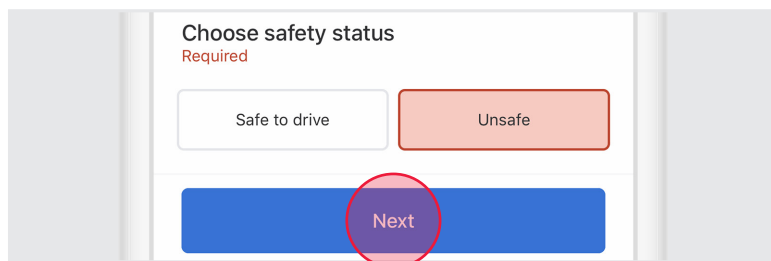 Choose safety status
Required
Safe to drive
Unsafe
Next